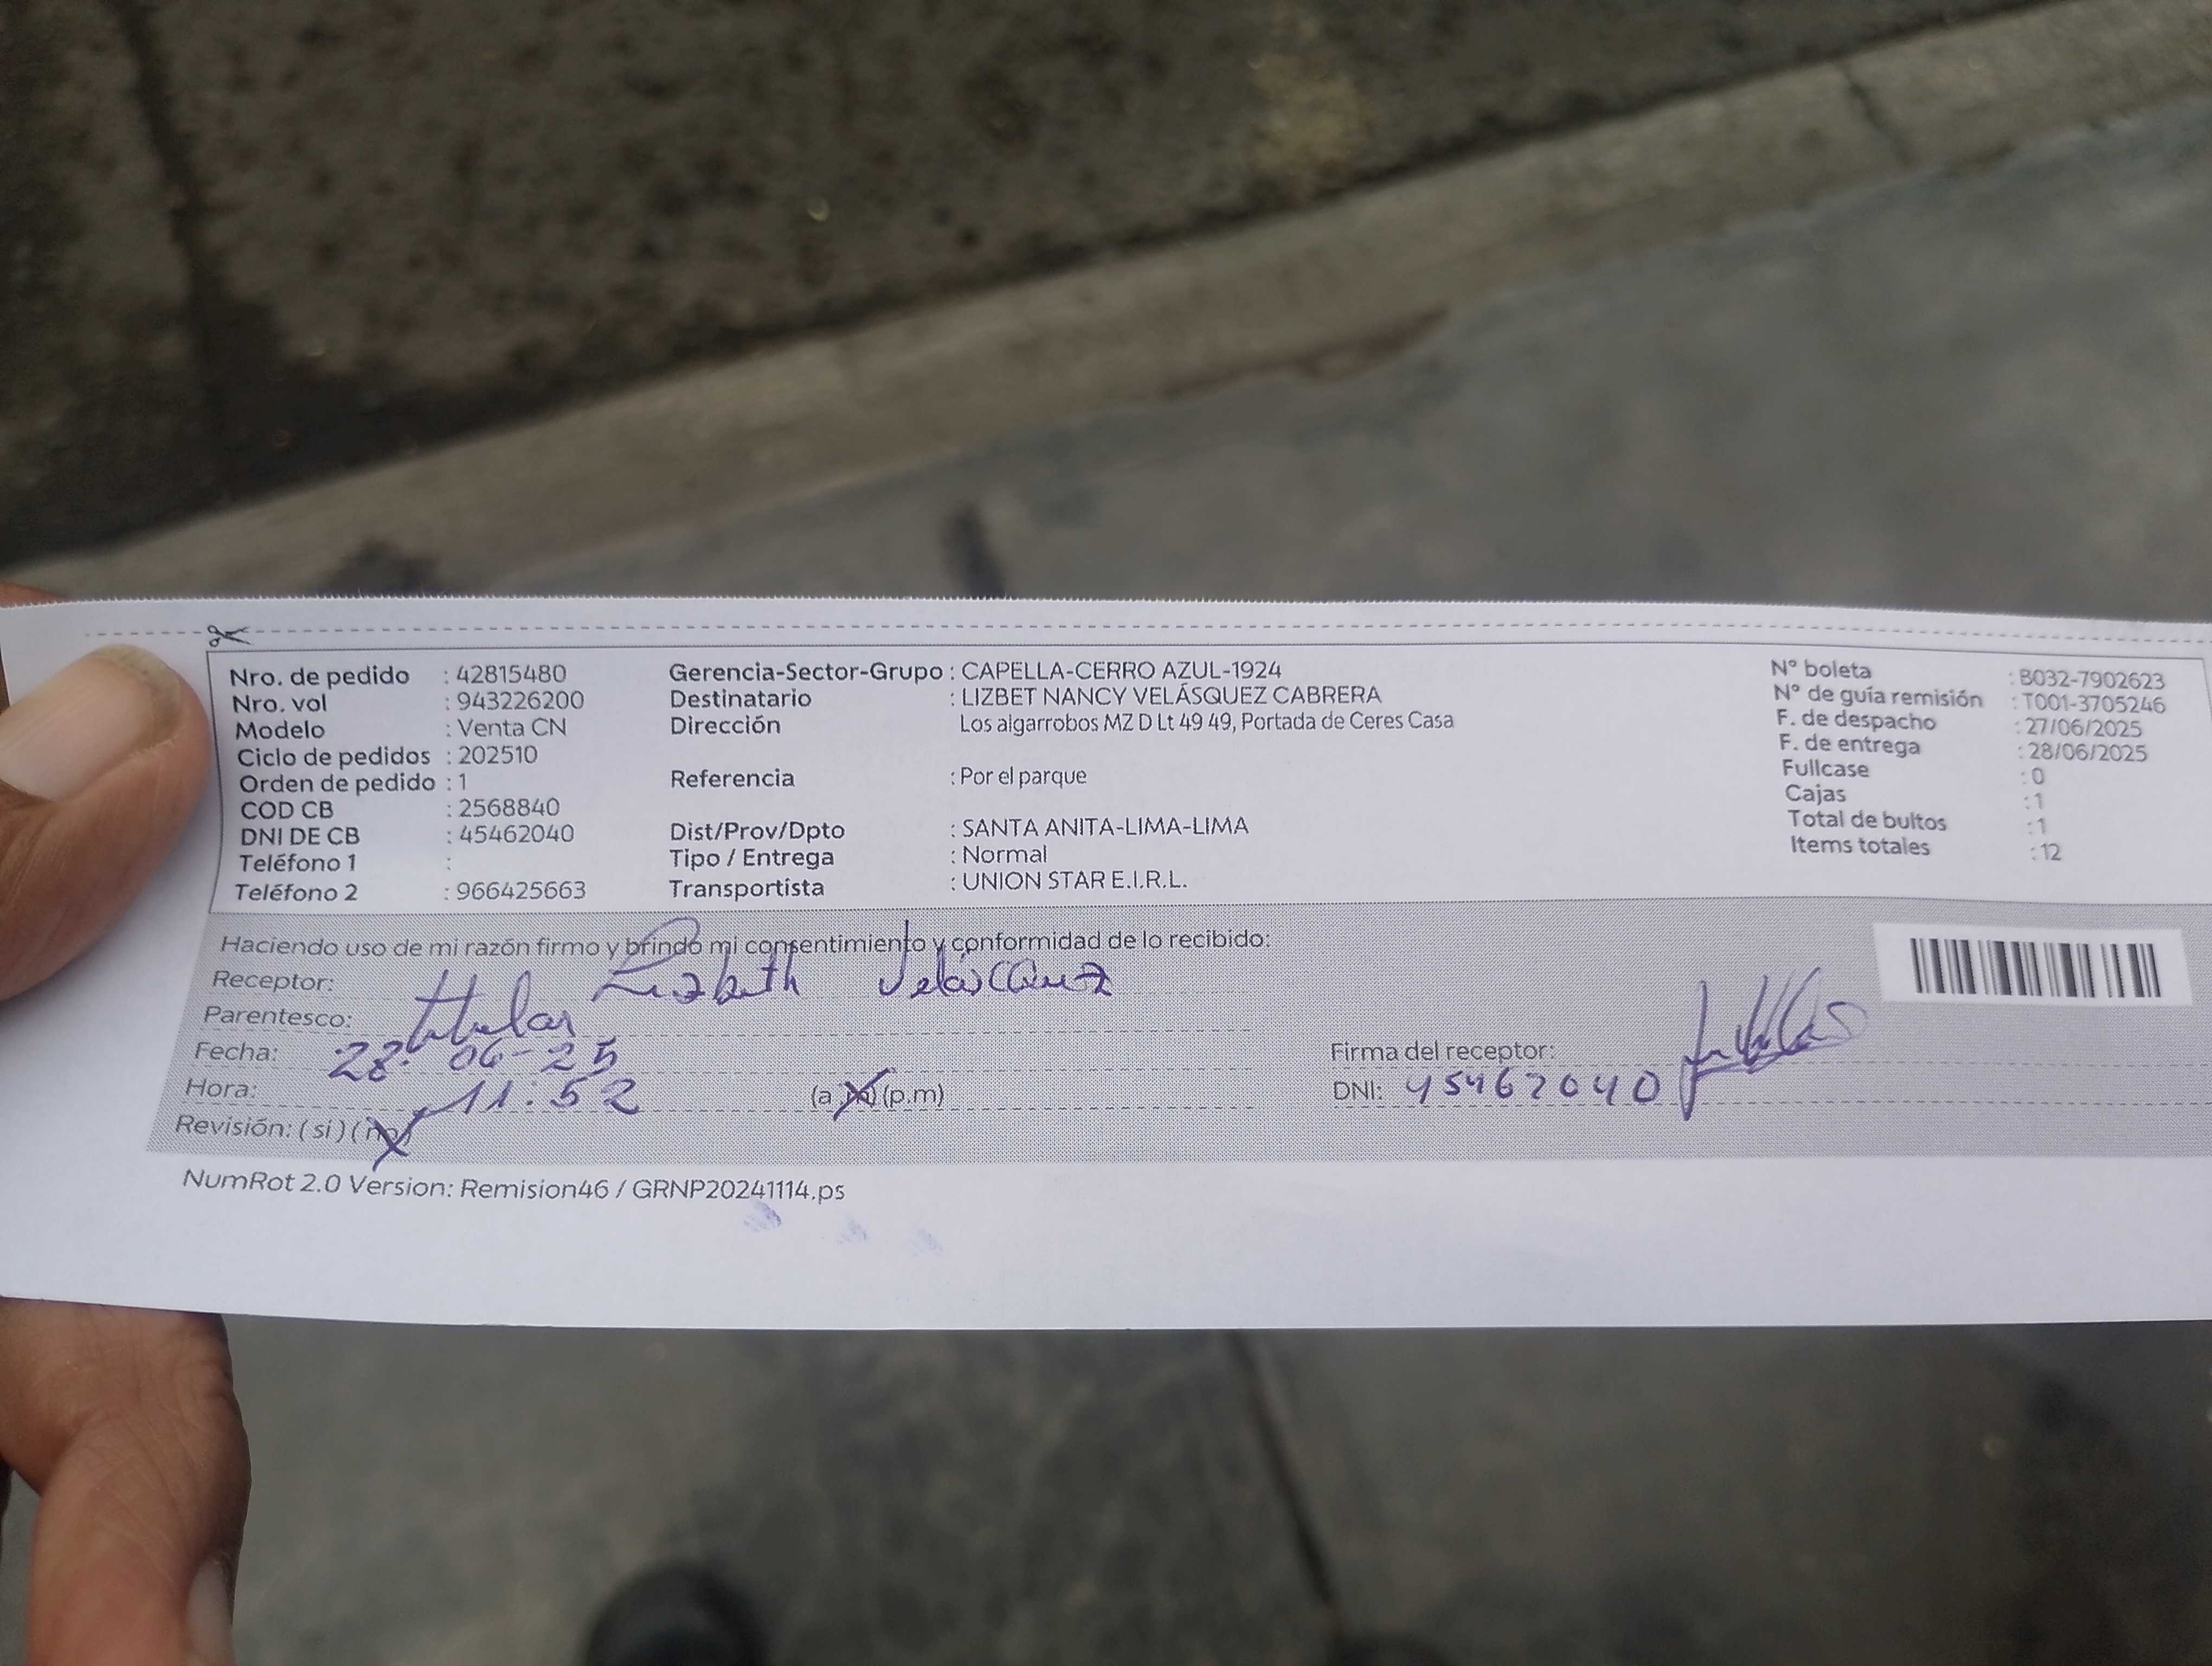 Nro. de pedido : 42815480 Gerencia-Sector-Grupo : CAPELLA-CERRO AZUL-1924 N° boleta : B032-7902623
Nro. vol : 943226200 Destinatario : LIZBET NANCY VELÁSQUEZ CABRERA N° de guía remisión : T001-3705246
Modelo : Venta CN Dirección Los algarrobos MZ D Lt 49 49, Portada de Ceres Casa F. de despacho : 27/06/2025
Ciclo de pedidos : 202510 F. de entrega : 28/06/2025
Orden de pedido : 1 Referencia : Por el parque Fullcase : 0
COD CB : 2568840 Cajas : 1
DNI DE CB : 45462040 Dist/Prov/Dpto : SANTA ANITA-LIMA-LIMA Total de bultos : 1
Teléfono 1 : Tipo / Entrega : Normal Items totales : 12
Teléfono 2 : 966425663 Transportista : UNION STAR E.I.R.L.
Haciendo uso de mi razón firmo y brindo mi consentimiento y conformidad de lo recibido:
Receptor: Lizbeth
Parentesco: titular
Fecha: 28-06-25 Firma del receptor:
Hora: 11:52 (a.m) (p.m) DNI: 45462040
Revisión: (si) (no)
NumRot 2.0 Version: Remision46 / GRNP20241114.ps